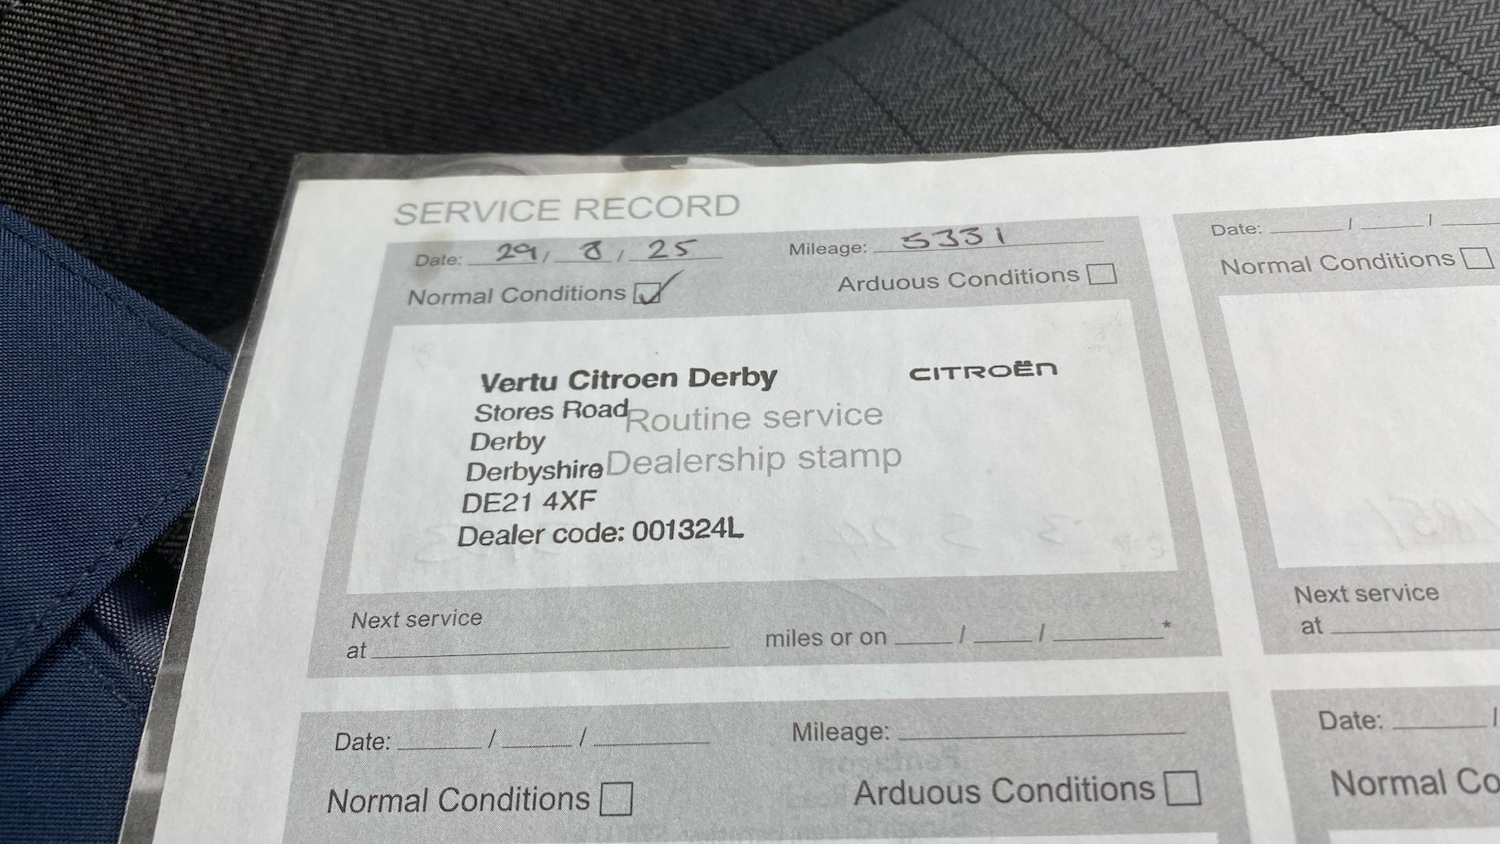 SERVICE RECORD
Date: 29 / 8 / 25 Mileage: 5331
Normal Conditions Arduous Conditions
Vertu Citroen Derby CITROËN
Stores Road
Routine service
Derby
Derbyshire
Dealership stamp
DE21 4XF
Dealer code: 001324L
Next service
at miles or on / / *
Date: / / Mileage:
Normal Conditions Arduous Conditions
Date: / /
Normal Conditions
Next service
at
Date: /
Normal Co